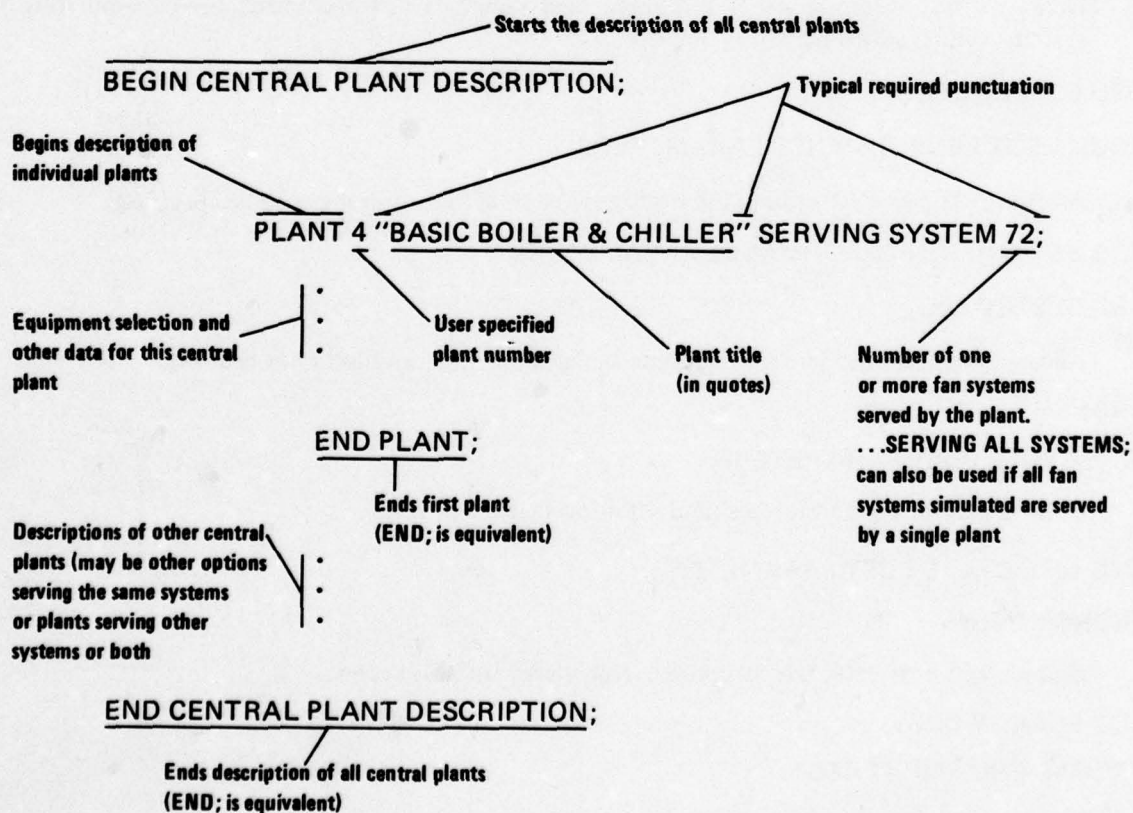 Starts the description of all central plants
BEGIN CENTRAL PLANT DESCRIPTION;
Typical required punctuation
Begins description of
individual plants
PLANT 4 "BASIC BOILER & CHILLER" SERVING SYSTEM 72;
Equipment selection and
other data for this central
plant
User specified
plant number
Plant title
(in quotes)
Number of one
or more fan systems
served by the plant.
...SERVING ALL SYSTEMS;
can also be used if all fan
systems simulated are served
by a single plant
END PLANT;
Ends first plant
(END; is equivalent)
Descriptions of other central
plants (may be other options
serving the same systems
or plants serving other
systems or both
END CENTRAL PLANT DESCRIPTION;
Ends description of all central plants
(END; is equivalent)